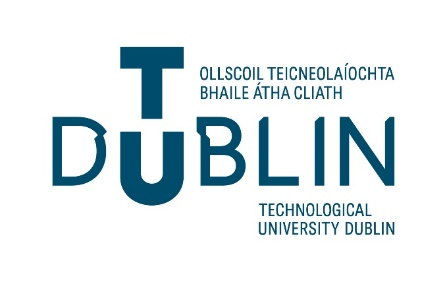 T
OLLSCOIL TEICNEOLAÍOCHTA
BHAILE ÁTHA CLIATH
DUBLIN
TECHNOLOGICAL
UNIVERSITY DUBLIN